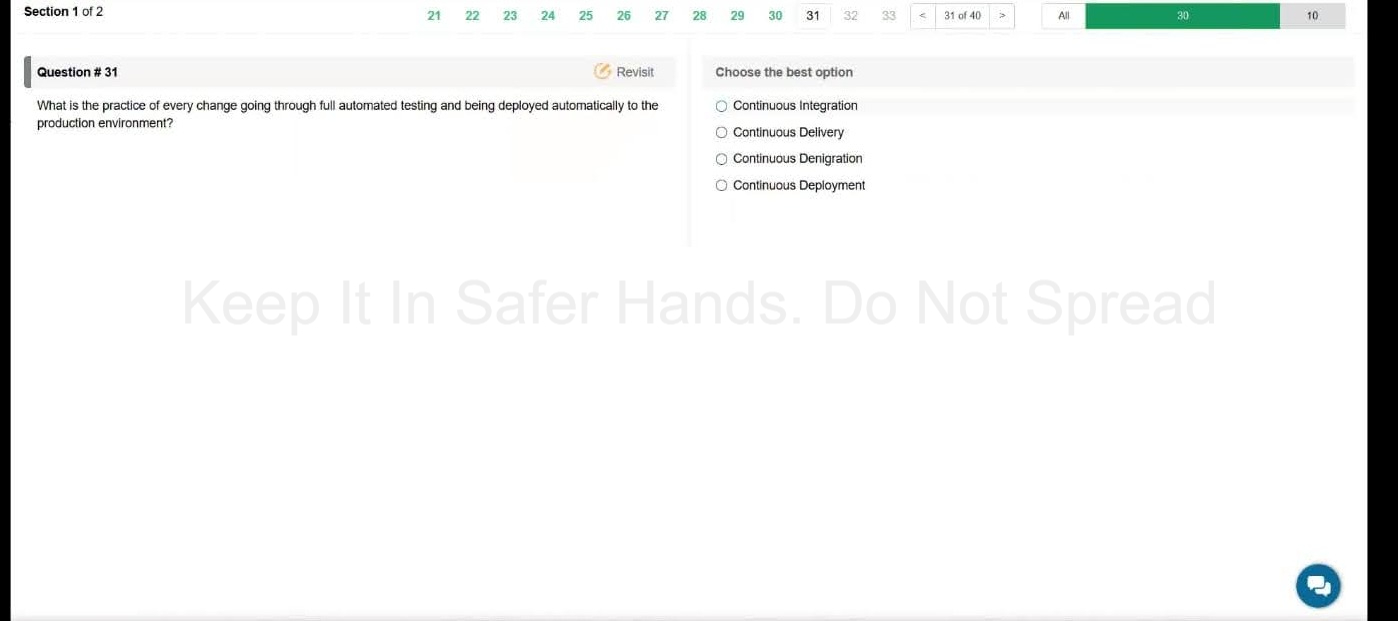 Section 1 of 2
21 22 23 24 25 26 27 28 29 30 31 32 33 < 31 of 40 > All 30 10
Question # 31
Revisit
What is the practice of every change going through full automated testing and being deployed automatically to the
production environment?
Choose the best option
Continuous Integration
Continuous Delivery
Continuous Denigration
Continuous Deployment
Keep It In Safer Hands. Do Not Spread